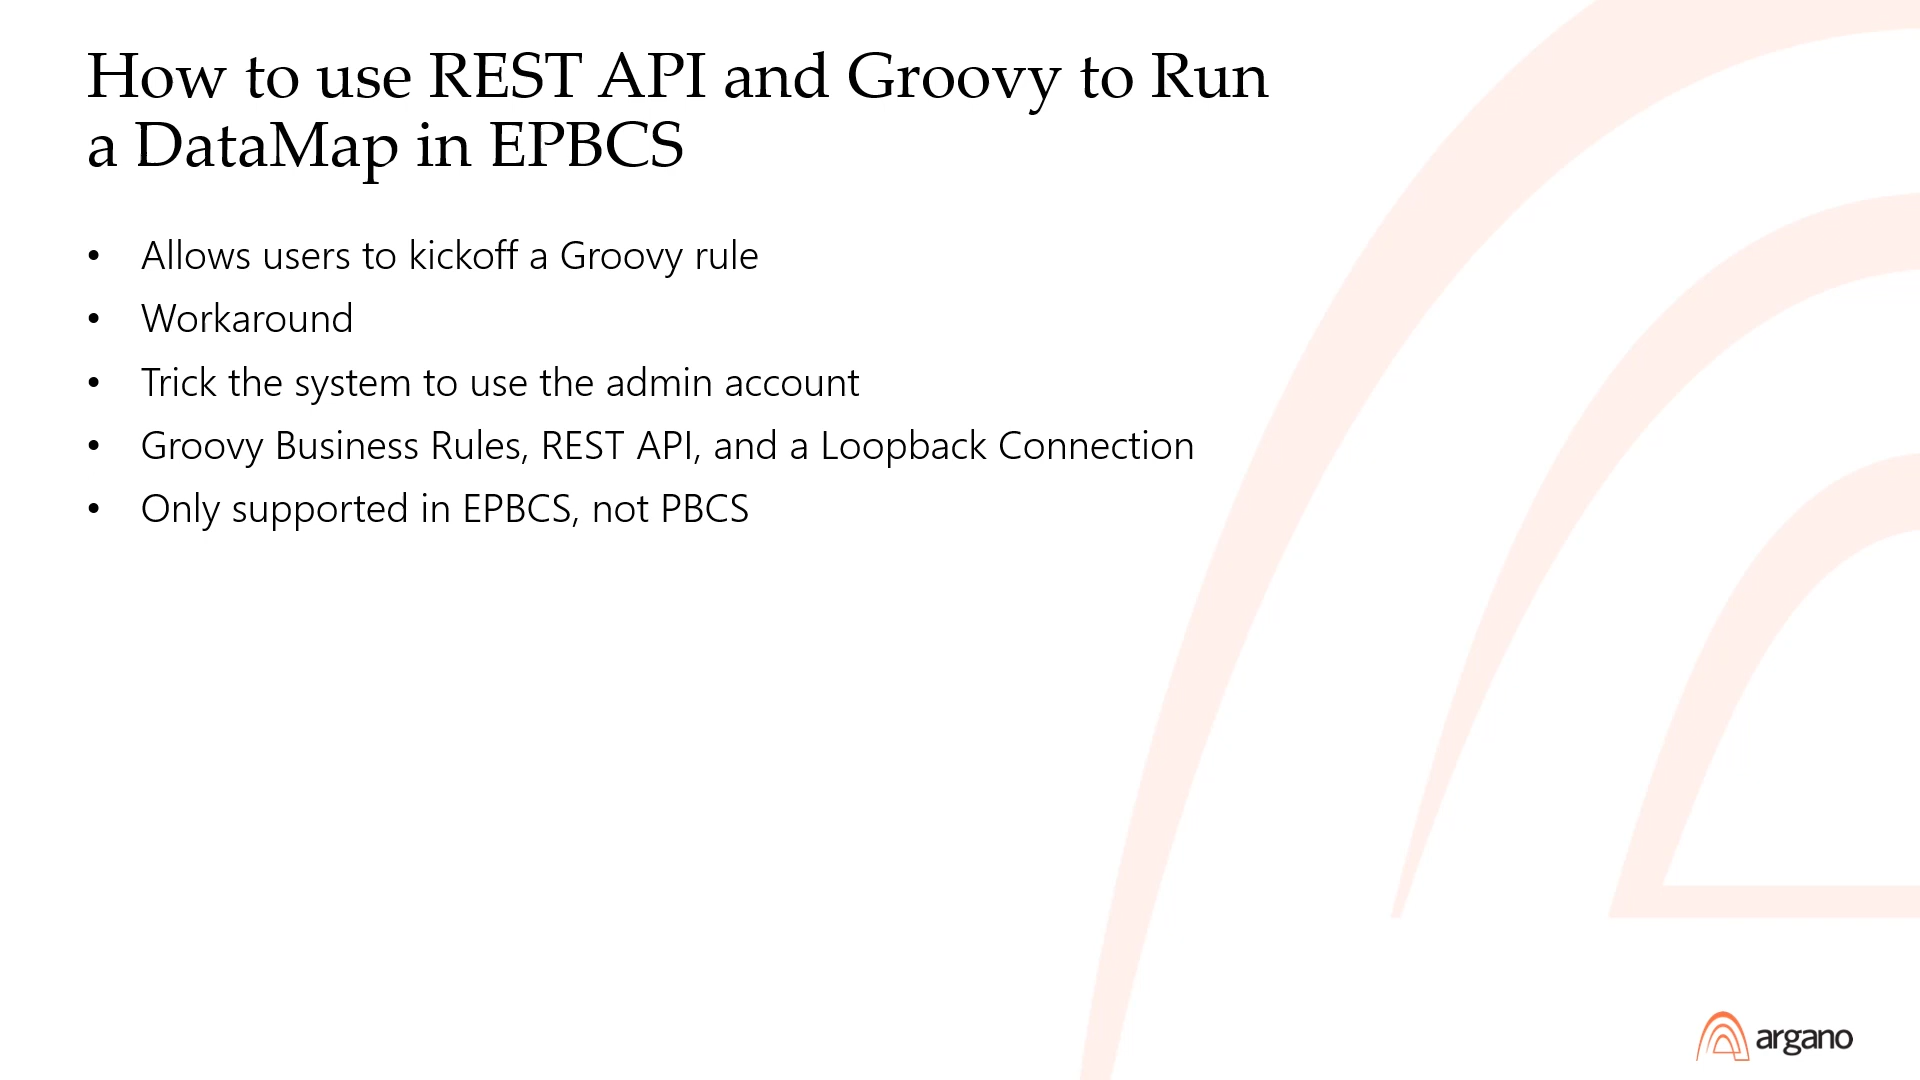 How to use REST API and Groovy to Run
a DataMap in EPBCS
• Allows users to kickoff a Groovy rule
• Workaround
• Trick the system to use the admin account
• Groovy Business Rules, REST API, and a Loopback Connection
• Only supported in EPBCS, not PBCS
argano